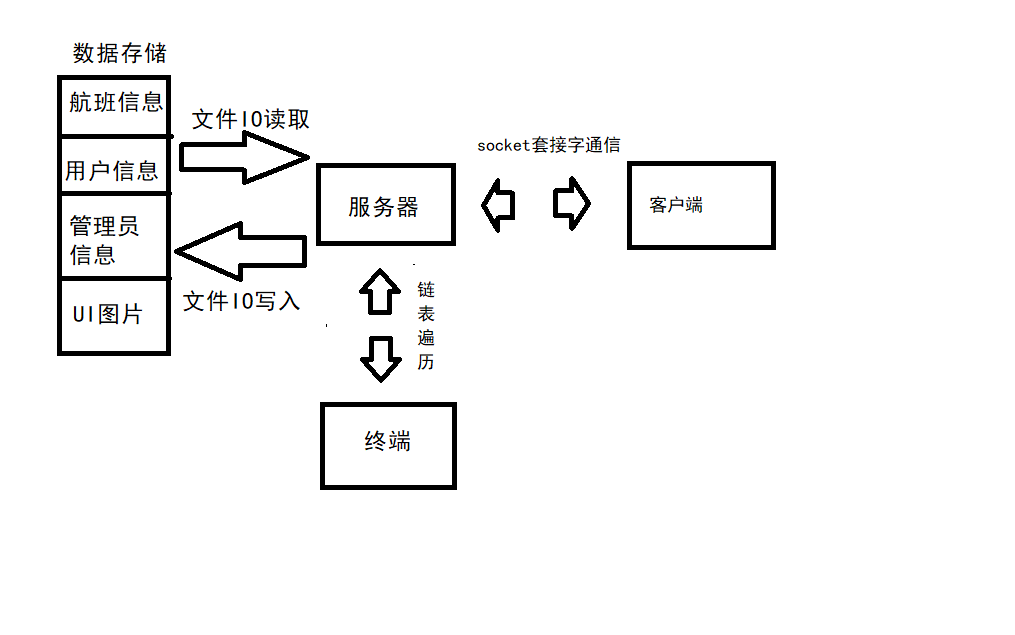 数据存储
航班信息
用户信息
管理员
信息
UI图片
文件IO读取
文件IO写入
服务器
socket套接字通信
客户端
链
表
遍
历
终端